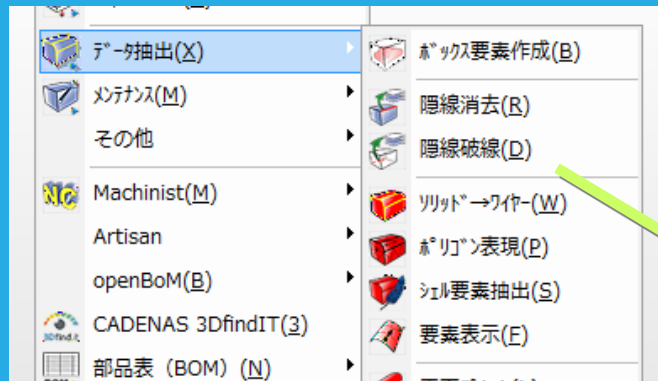 ﾃﾞｰﾀ抽出(X)
ﾒﾝﾃﾅﾝｽ(M)
その他
Machinist(M)
Artisan
openBoM(B)
CADENAS 3DfindIT(3)
部品表（BOM）(N)
ﾎﾞｯｸｽ要素作成(B)
隠線消去(R)
隠線破線(D)
ｿﾘｯﾄﾞ→ﾜｲﾔｰ(W)
ﾎﾟﾘｺﾞﾝ表現(P)
ｼｪﾙ要素抽出(S)
要素表示(F)